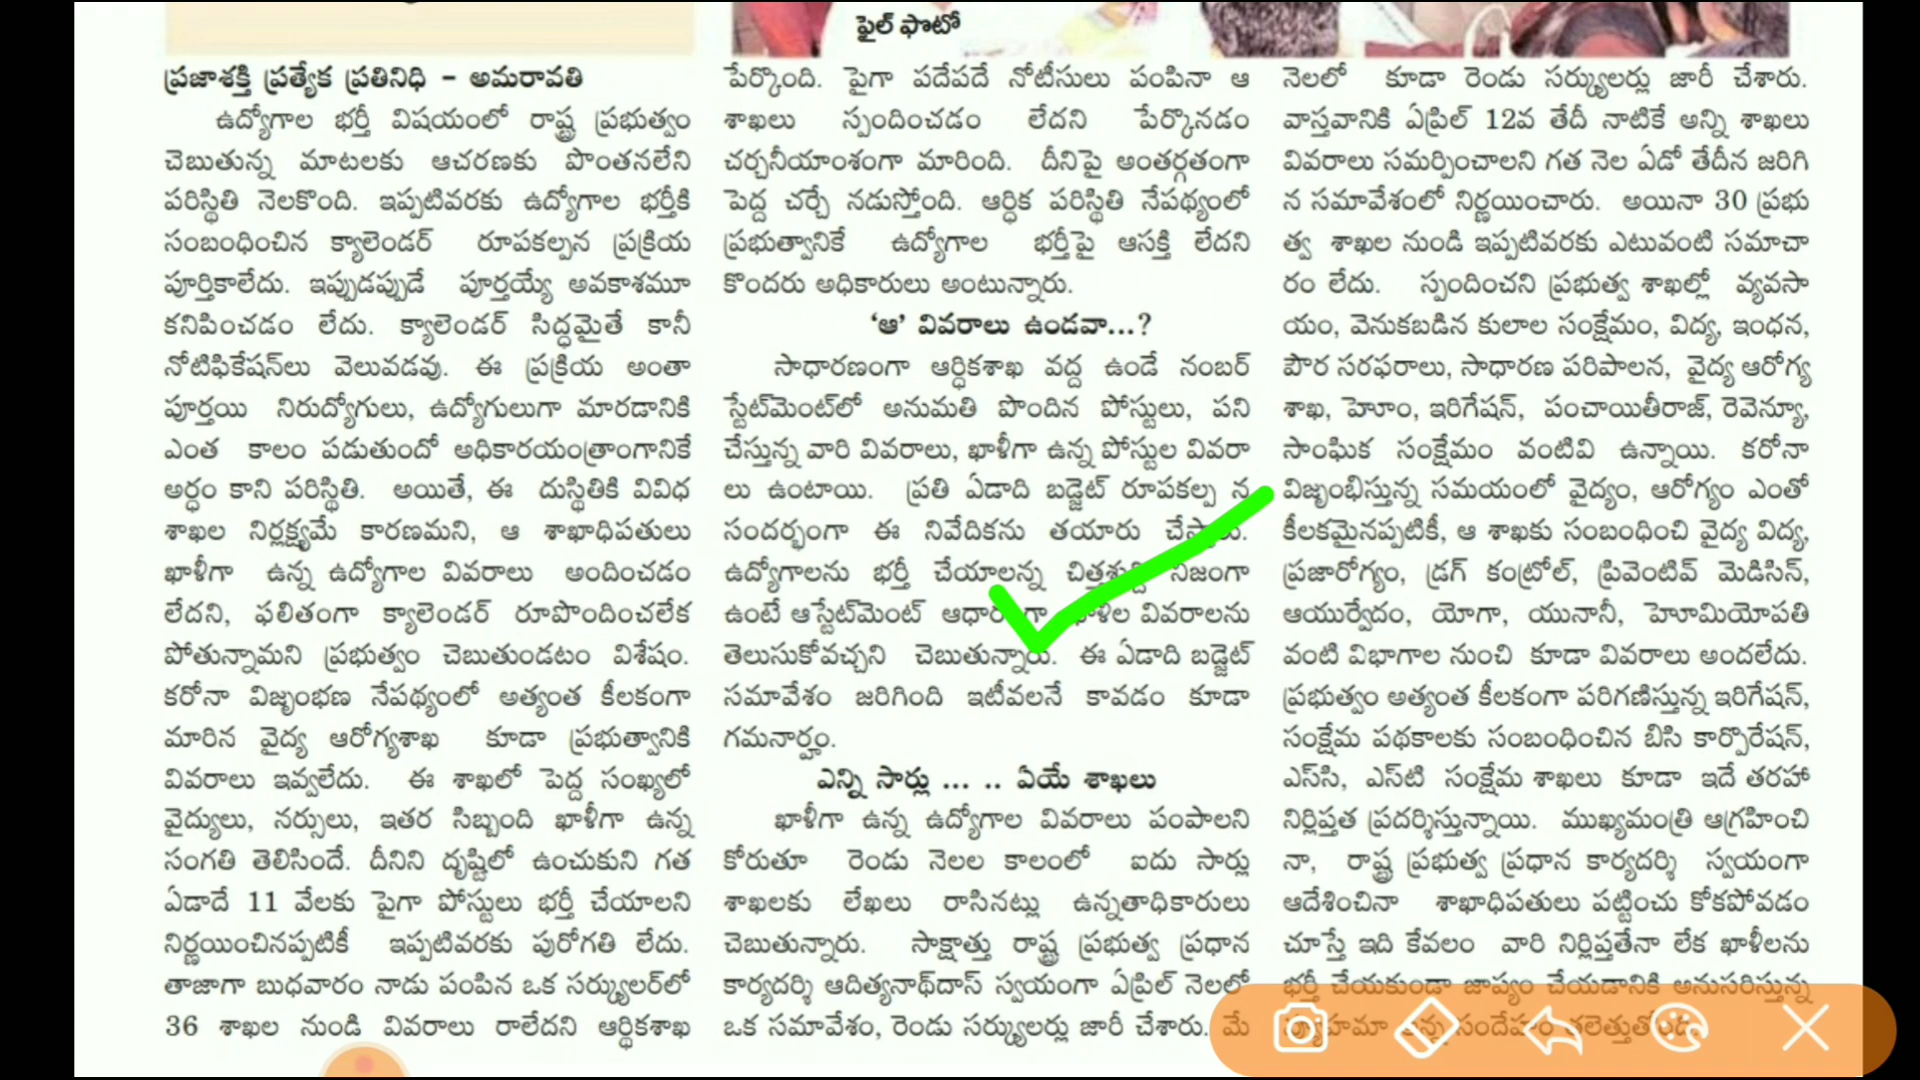 ఫైల్ ఫొటో
ప్రజాశక్తి ప్రత్యేక ప్రతినిధి - అమరావతి
ఉద్యోగాల భర్తీ విషయంలో రాష్ట్ర ప్రభుత్వం
చెబుతున్న మాటలకు ఆచరణకు పొంతనలేని
పరిస్థితి నెలకొంది. ఇప్పటివరకు ఉద్యోగాల భర్తీకి
సంబంధించిన క్యాలెండర్ రూపకల్పన ప్రక్రియ
పూర్తికాలేదు. ఇప్పుడప్పుడే పూర్తయ్యే అవకాశమూ
కనిపించడం లేదు. క్యాలెండర్ సిద్ధమైతే కానీ
నోటిఫికేషన్‌లు వెలువడవు. ఈ ప్రక్రియ అంతా
పూర్తయి నిరుద్యోగులు, ఉద్యోగులుగా మారడానికి
ఎంత కాలం పడుతుందో అధికారయంత్రాంగానికే
అర్ధం కాని పరిస్థితి. అయితే, ఈ దుస్థితికి వివిధ
శాఖల నిర్లక్ష్యమే కారణమని, ఆ శాఖాధిపతులు
ఖాళీగా ఉన్న ఉద్యోగాల వివరాలు అందించడం
లేదని, ఫలితంగా క్యాలెండర్ రూపొందించలేక
పోతున్నామని ప్రభుత్వం చెబుతుండటం విశేషం.
కరోనా విజృంభణ నేపథ్యంలో అత్యంత కీలకంగా
మారిన వైద్య ఆరోగ్యశాఖ కూడా ప్రభుత్వానికి
వివరాలు ఇవ్వలేదు. ఈ శాఖలో పెద్ద సంఖ్యలో
వైద్యులు, నర్సులు, ఇతర సిబ్బంది ఖాళీగా ఉన్న
సంగతి తెలిసిందే. దీనిని దృష్టిలో ఉంచుకుని గత
ఏడాదే 11 వేలకు పైగా పోస్టులు భర్తీ చేయాలని
నిర్ణయించినప్పటికీ ఇప్పటివరకు పురోగతి లేదు.
తాజాగా బుధవారం నాడు పంపిన ఒక సర్క్యులర్‌లో
36 శాఖల నుండి వివరాలు రాలేదని ఆర్థికశాఖ
పేర్కొంది. పైగా పదేపదే నోటీసులు పంపినా ఆ
శాఖలు స్పందించడం లేదని పేర్కొనడం
చర్చనీయాంశంగా మారింది. దీనిపై అంతర్గతంగా
పెద్ద చర్చే నడుస్తోంది. ఆర్థిక పరిస్థితి నేపథ్యంలో
ప్రభుత్వానికే ఉద్యోగాల భర్తీపై ఆసక్తి లేదని
కొందరు అధికారులు అంటున్నారు.
‘ఆ’ వివరాలు ఉండవా...?
సాధారణంగా ఆర్థికశాఖ వద్ద ఉండే నంబర్
స్టేట్‌మెంట్‌లో అనుమతి పొందిన పోస్టులు, పని
చేస్తున్న వారి వివరాలు, ఖాళీగా ఉన్న పోస్టుల వివరా
లు ఉంటాయి. ప్రతి ఏడాది బడ్జెట్ రూపకల్ప న
సందర్భంగా ఈ నివేదికను తయారు చేస్తారు.
ఉద్యోగాలను భర్తీ చేయాలన్న చిత్తశుద్ధి నిజంగా
ఉంటే ఆస్టేట్‌మెంట్ ఆధారంగా ఖాళీల వివరాలను
తెలుసుకోవచ్చని చెబుతున్నారు. ఈ ఏడాది బడ్జెట్
సమావేశం జరిగింది ఇటీవలనే కావడం కూడా
గమనార్హం.
ఎన్ని సార్లు ... .. ఏయే శాఖలు
ఖాళీగా ఉన్న ఉద్యోగాల వివరాలు పంపాలని
కోరుతూ రెండు నెలల కాలంలో ఐదు సార్లు
శాఖలకు లేఖలు రాసినట్లు ఉన్నతాధికారులు
చెబుతున్నారు. సాక్షాత్తు రాష్ట్ర ప్రభుత్వ ప్రధాన
కార్యదర్శి ఆదిత్యనాథ్‌దాస్ స్వయంగా ఏప్రిల్ నెలలో
ఒక సమావేశం, రెండు సర్క్యులర్లు జారీ చేశారు. మే
నెలలో కూడా రెండు సర్క్యులర్లు జారీ చేశారు.
వాస్తవానికి ఏప్రిల్ 12వ తేదీ నాటికే అన్ని శాఖలు
వివరాలు సమర్పించాలని గత నెల ఏడో తేదీన జరిగి
న సమావేశంలో నిర్ణయించారు. అయినా 30 ప్రభు
త్వ శాఖల నుండి ఇప్పటివరకు ఎటువంటి సమాచా
రం లేదు. స్పందించని ప్రభుత్వ శాఖల్లో వ్యవసా
యం, వెనుకబడిన కులాల సంక్షేమం, విద్య, ఇంధన,
పౌర సరఫరాలు, సాధారణ పరిపాలన, వైద్య ఆరోగ్య
శాఖ, హెూం, ఇరిగేషన్, పంచాయితీరాజ్, రెవెన్యూ,
సాంఘిక సంక్షేమం వంటివి ఉన్నాయి. కరోనా
విజృంభిస్తున్న సమయంలో వైద్యం, ఆరోగ్యం ఎంతో
కీలకమైనప్పటికీ, ఆ శాఖకు సంబంధించి వైద్య విద్య,
ప్రజారోగ్యం, డ్రగ్ కంట్రోల్, ప్రివెంటివ్ మెడిసిన్,
ఆయుర్వేదం, యోగా, యునానీ, హెూమియోపతి
వంటి విభాగాల నుంచి కూడా వివరాలు అందలేదు.
ప్రభుత్వం అత్యంత కీలకంగా పరిగణిస్తున్న ఇరిగేషన్,
సంక్షేమ పథకాలకు సంబంధించిన బిసి కార్పొరేషన్,
ఎస్‌సి, ఎస్‌టి సంక్షేమ శాఖలు కూడా ఇదే తరహా
నిర్లిప్తత ప్రదర్శిస్తున్నాయి. ముఖ్యమంత్రి ఆగ్రహించి
నా, రాష్ట్ర ప్రభుత్వ ప్రధాన కార్యదర్శి స్వయంగా
ఆదేశించినా శాఖాధిపతులు పట్టించు కోకపోవడం
చూస్తే ఇది కేవలం వారి నిర్లిప్తతేనా లేక ఖాళీలను
భర్తీ చేయకుండా జాప్యం చేయడానికి అనుసరిస్తున్న
సందేహం